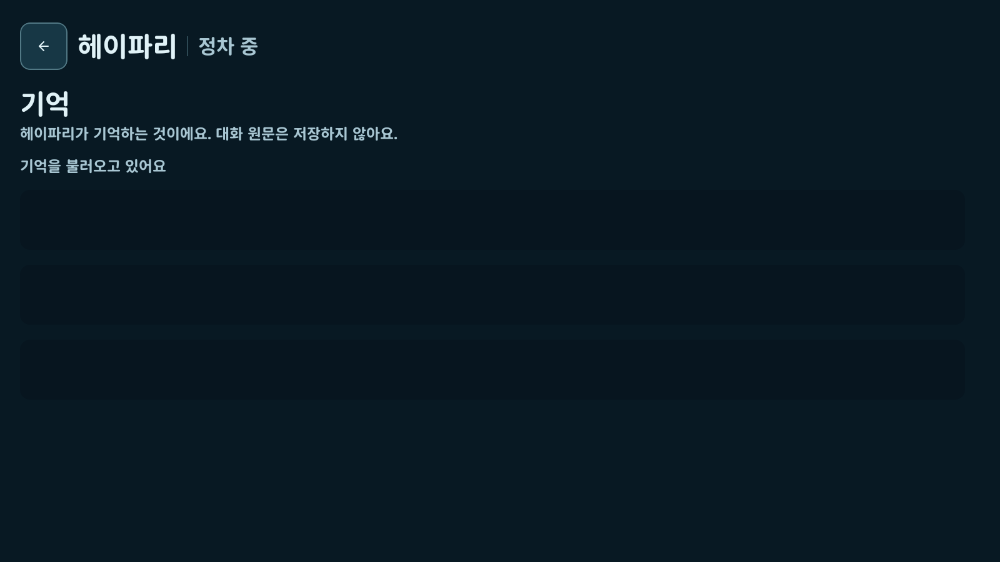 헤이파리 정차 중
기억
헤이파리가 기억하는 것이에요. 대화 원문은 저장하지 않아요.
기억을 불러오고 있어요